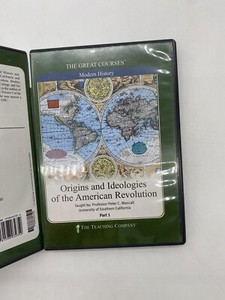 THE GREAT COURSES
Modern History
Origins and Ideologies
of the American Revolution
Taught by: Professor Peter C. Mancall
University of Southern California
Part 1
THE TEACHING COMPANY